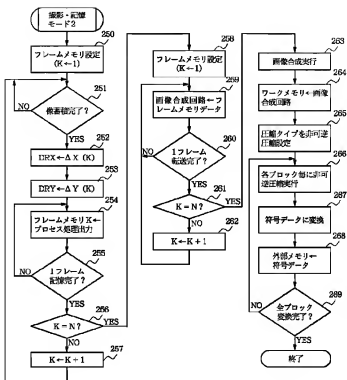 撮影・記憶
モード2
250
フレームメモリ設定
(K←1)
251
像蓄積完了?
NO
YES
252
DRX←ΔX (K)
253
DRY←ΔY (K)
254
フレームメモリK←
プロセス処理出力
255
1フレーム
記憶完了?
NO
YES
256
K=N?
YES
NO
257
K←K+1
258
フレームメモリ設定
(K←1)
259
画像合成回路←フ
レームメモリデータ
260
1フレーム
転送完了?
NO
YES
261
K=N?
YES
NO
262
K←K+1
263
画像合成実行
264
ワークメモリ←画像
合成回路
265
圧縮タイプを非可逆
圧縮設定
266
各ブロック毎に非可
逆圧縮実行
267
符号データに変換
268
外部メモリ←
符号データ
269
全ブロック
変換完了?
NO
YES
終了